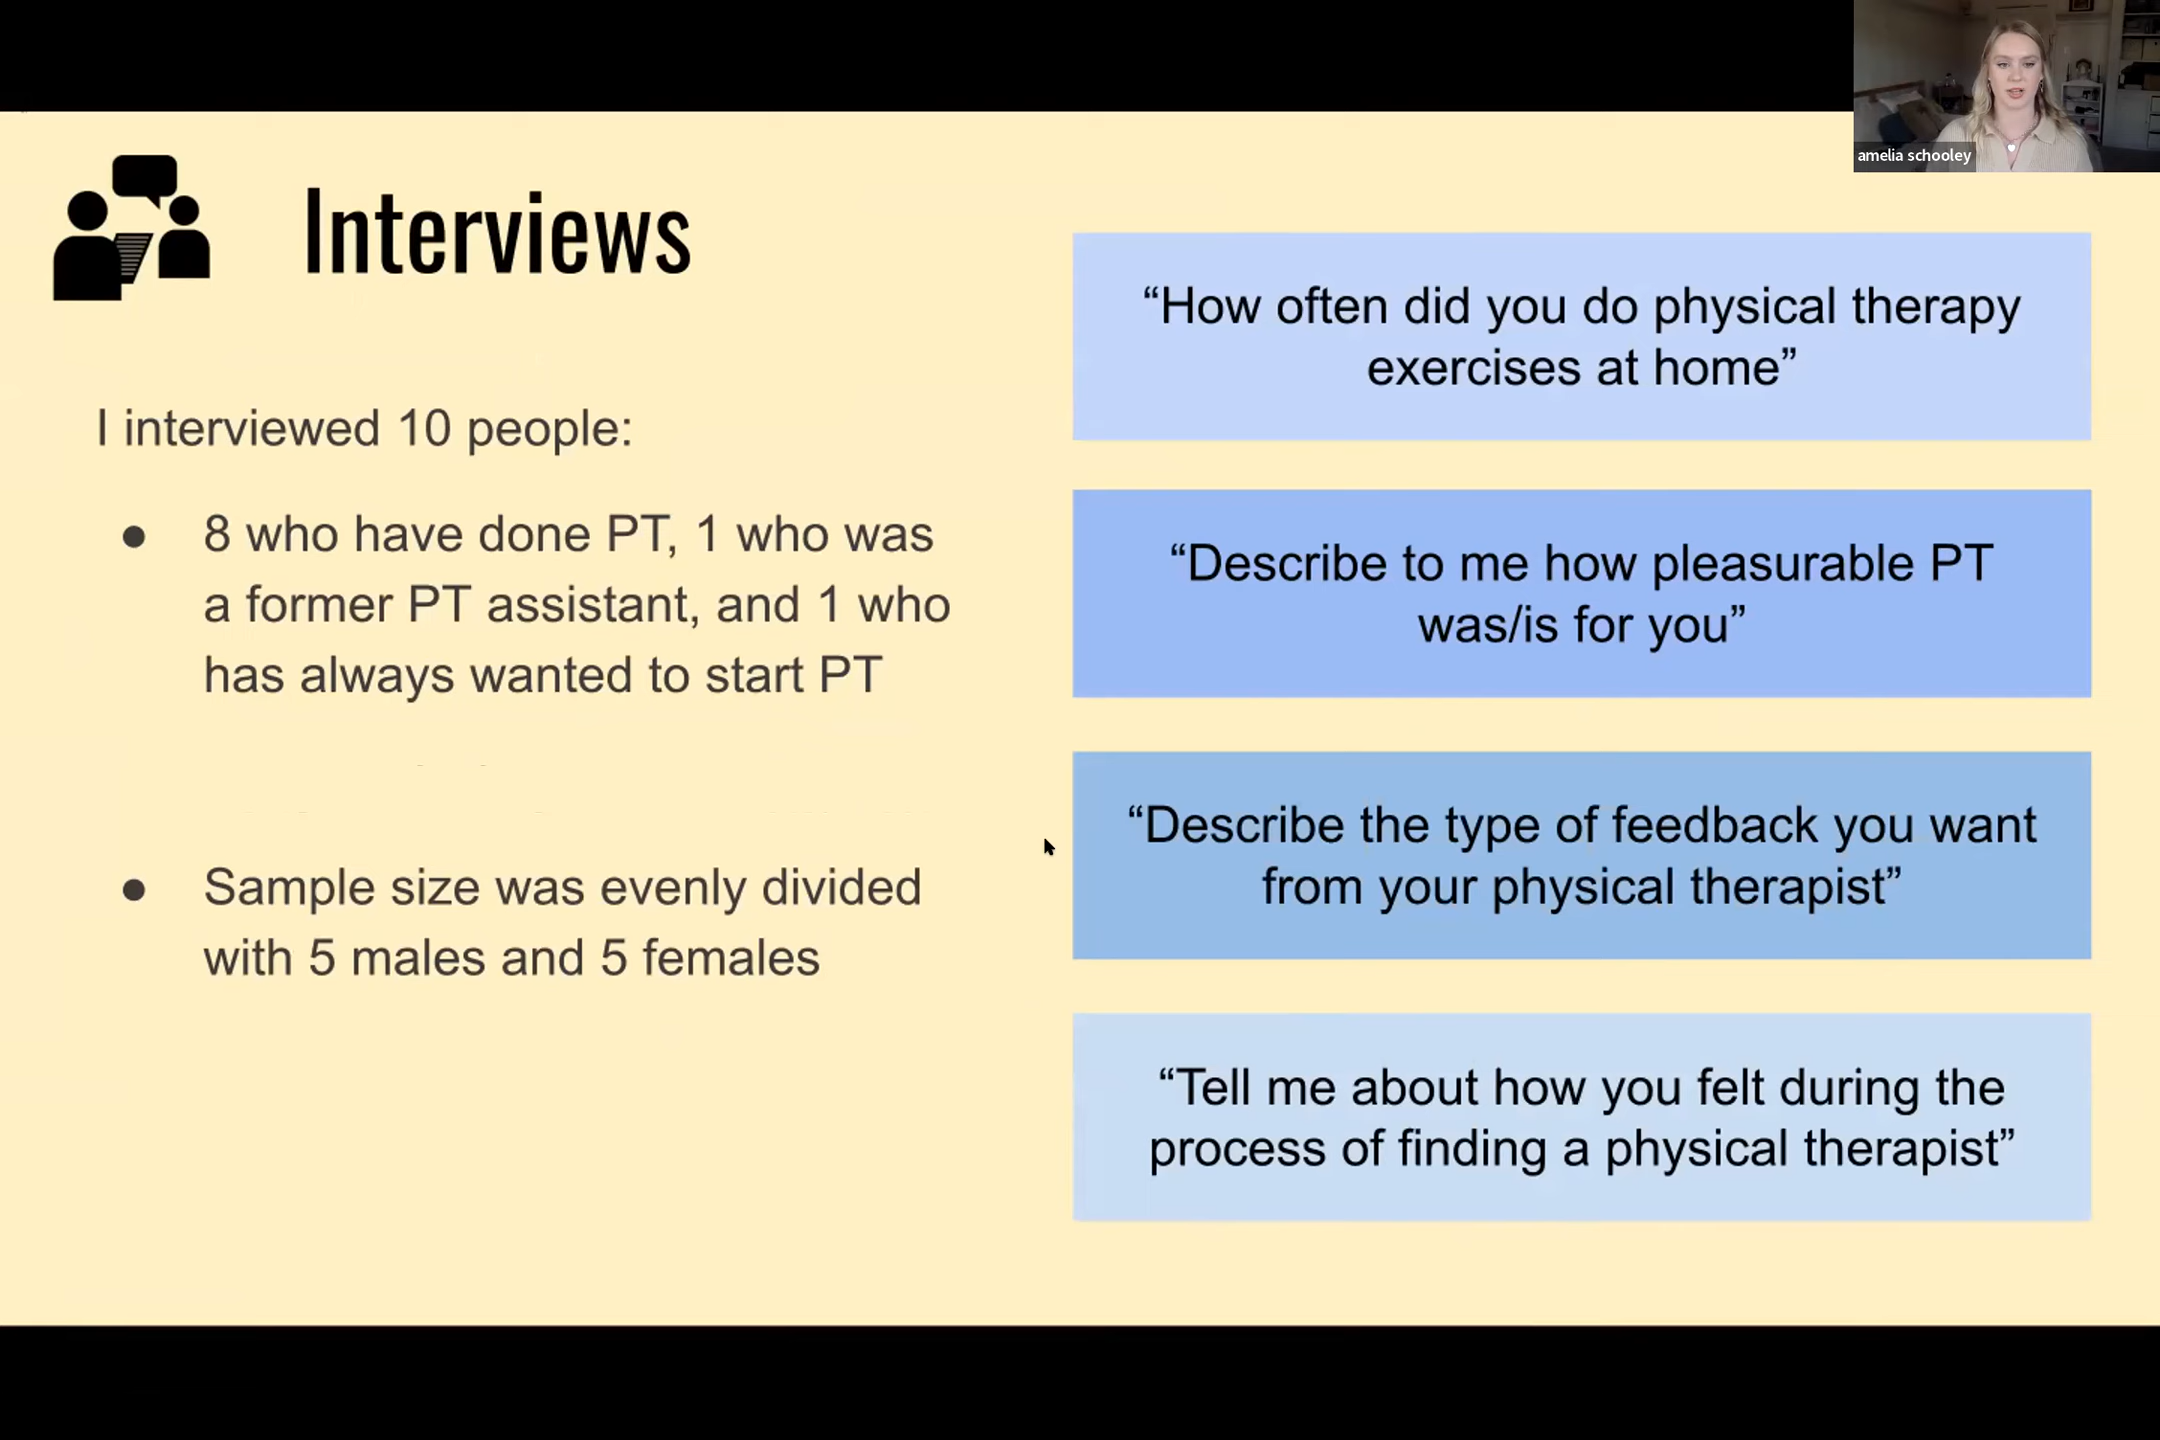 amelia schooley
Interviews
I interviewed 10 people:
● 8 who have done PT, 1 who was
a former PT assistant, and 1 who
has always wanted to start PT
● Sample size was evenly divided
with 5 males and 5 females
“How often did you do physical therapy
exercises at home”
“Describe to me how pleasurable PT
was/is for you”
“Describe the type of feedback you want
from your physical therapist”
“Tell me about how you felt during the
process of finding a physical therapist”